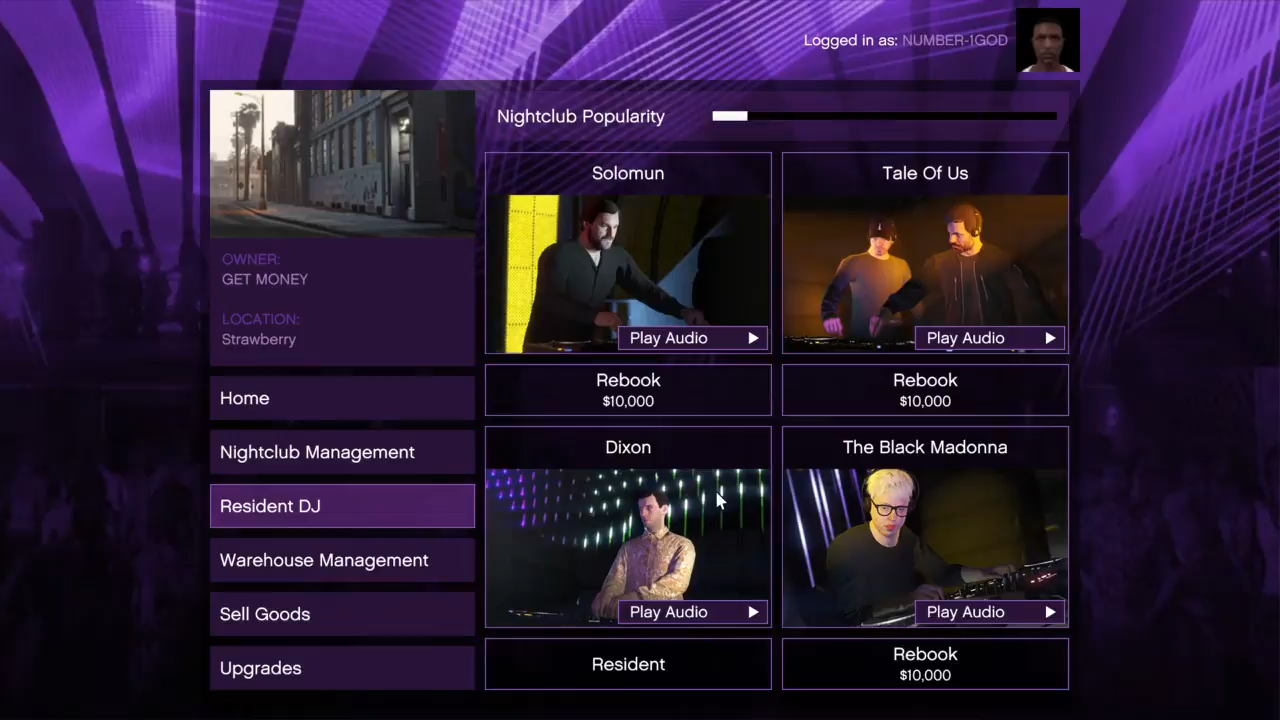 Logged in as: NUMBER-1GOD
Nightclub Popularity
OWNER:
GET MONEY
LOCATION:
Strawberry
Home
Nightclub Management
Resident DJ
Warehouse Management
Sell Goods
Upgrades
Solomun
Play Audio
Rebook
$10,000
Tale Of Us
Play Audio
Rebook
$10,000
Dixon
Play Audio
Resident
The Black Madonna
Play Audio
Rebook
$10,000